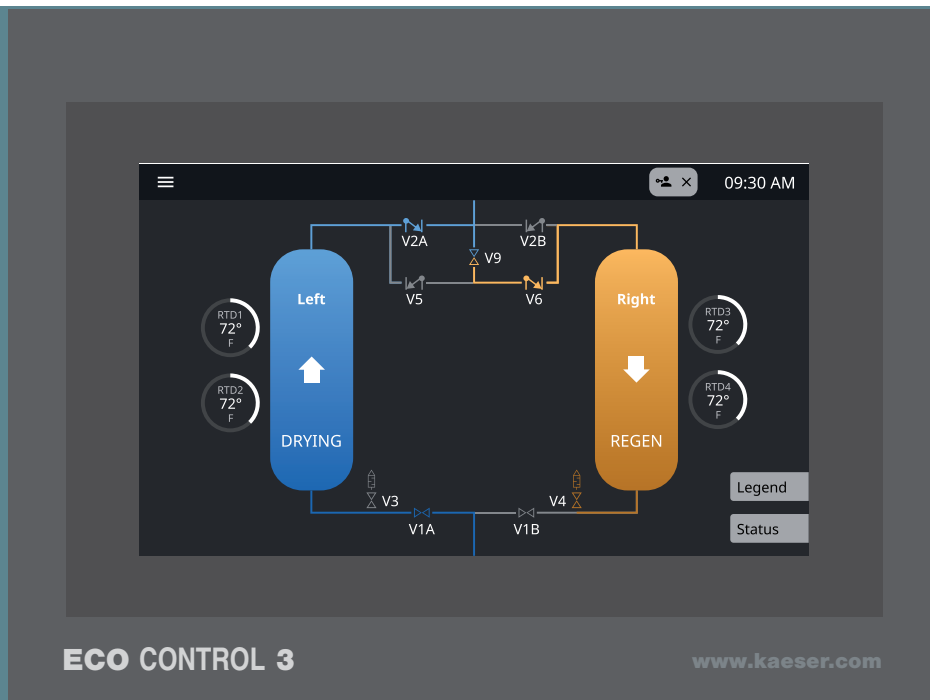 09:30 AM
V2A
V2B
V9
V5
V6
Left
Right
RTD1
72°
F
RTD3
72°
F
RTD2
72°
F
RTD4
72°
F
DRYING
REGEN
V3
V4
V1A
V1B
Legend
Status
ECO CONTROL 3
www.kaeser.com